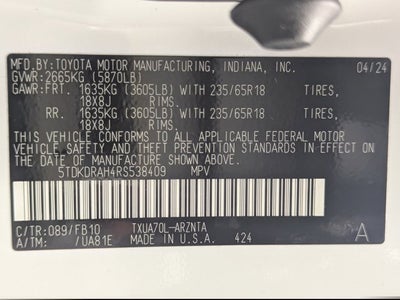 MFD.BY:TOYOTA MOTOR MANUFACTURING, INDIANA, INC. 04/24
GVWR: 2665KG (5870LB)
GAWR:FRT. 1635KG (3605LB) WITH 235/65R18 TIRES,
18X8J RIMS.
RR. 1635KG (3605LB) WITH 235/65R18 TIRES,
18X8J RIMS.
THIS VEHICLE CONFORMS TO ALL APPLICABLE FEDERAL MOTOR
VEHICLE SAFETY AND THEFT PREVENTION STANDARDS IN EFFECT ON
THE DATE OF MANUFACTURE SHOWN ABOVE.
5TDKDRAH4RS538409 MPV
C/TR:089/FB10 TXUA70L-ARZNTA
A/TM: /UA81E MADE IN U.S.A. 424 A